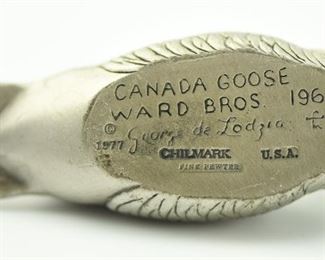 CANADA GOOSE
WARD BROS. 196
© George de Lodzia
1977 CHILMARK U.S.A.
FINE PEWTER